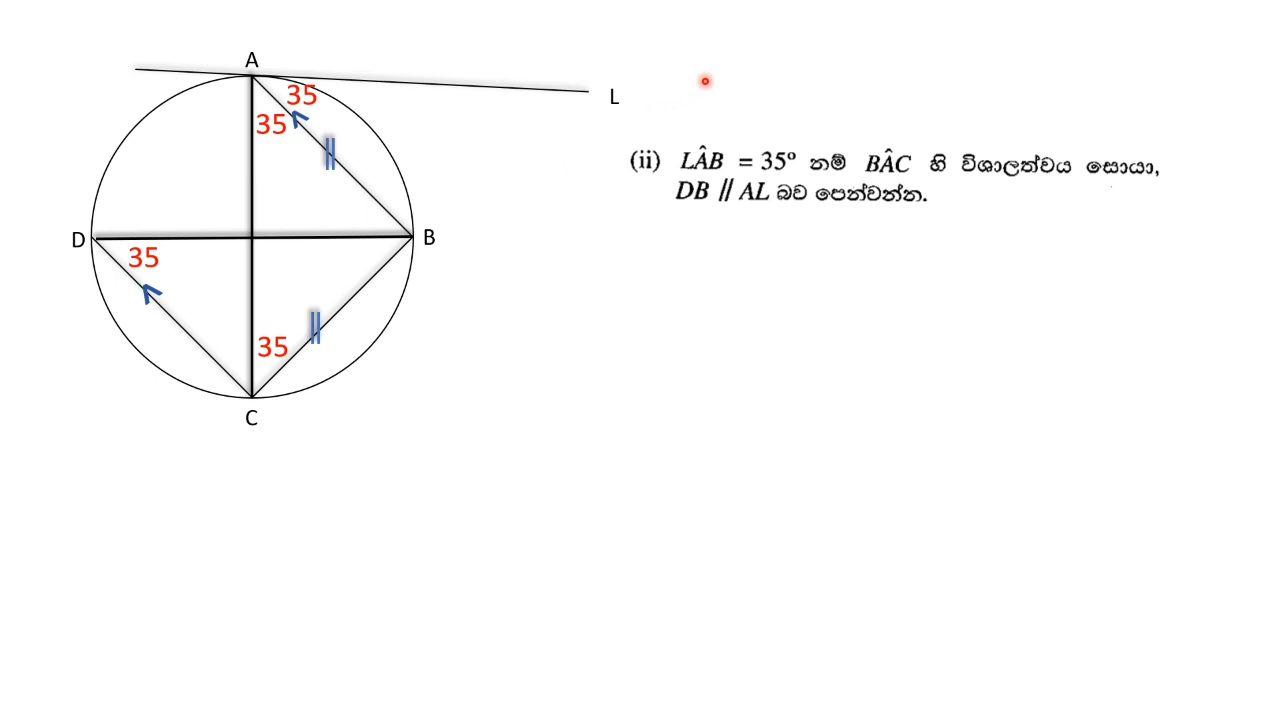 A
L
35
35
D
B
35
35
C
(ii) LÂB = 35° නම් BÂC හි විශාලත්වය සොයා,
DB // AL බව පෙන්වන්න.